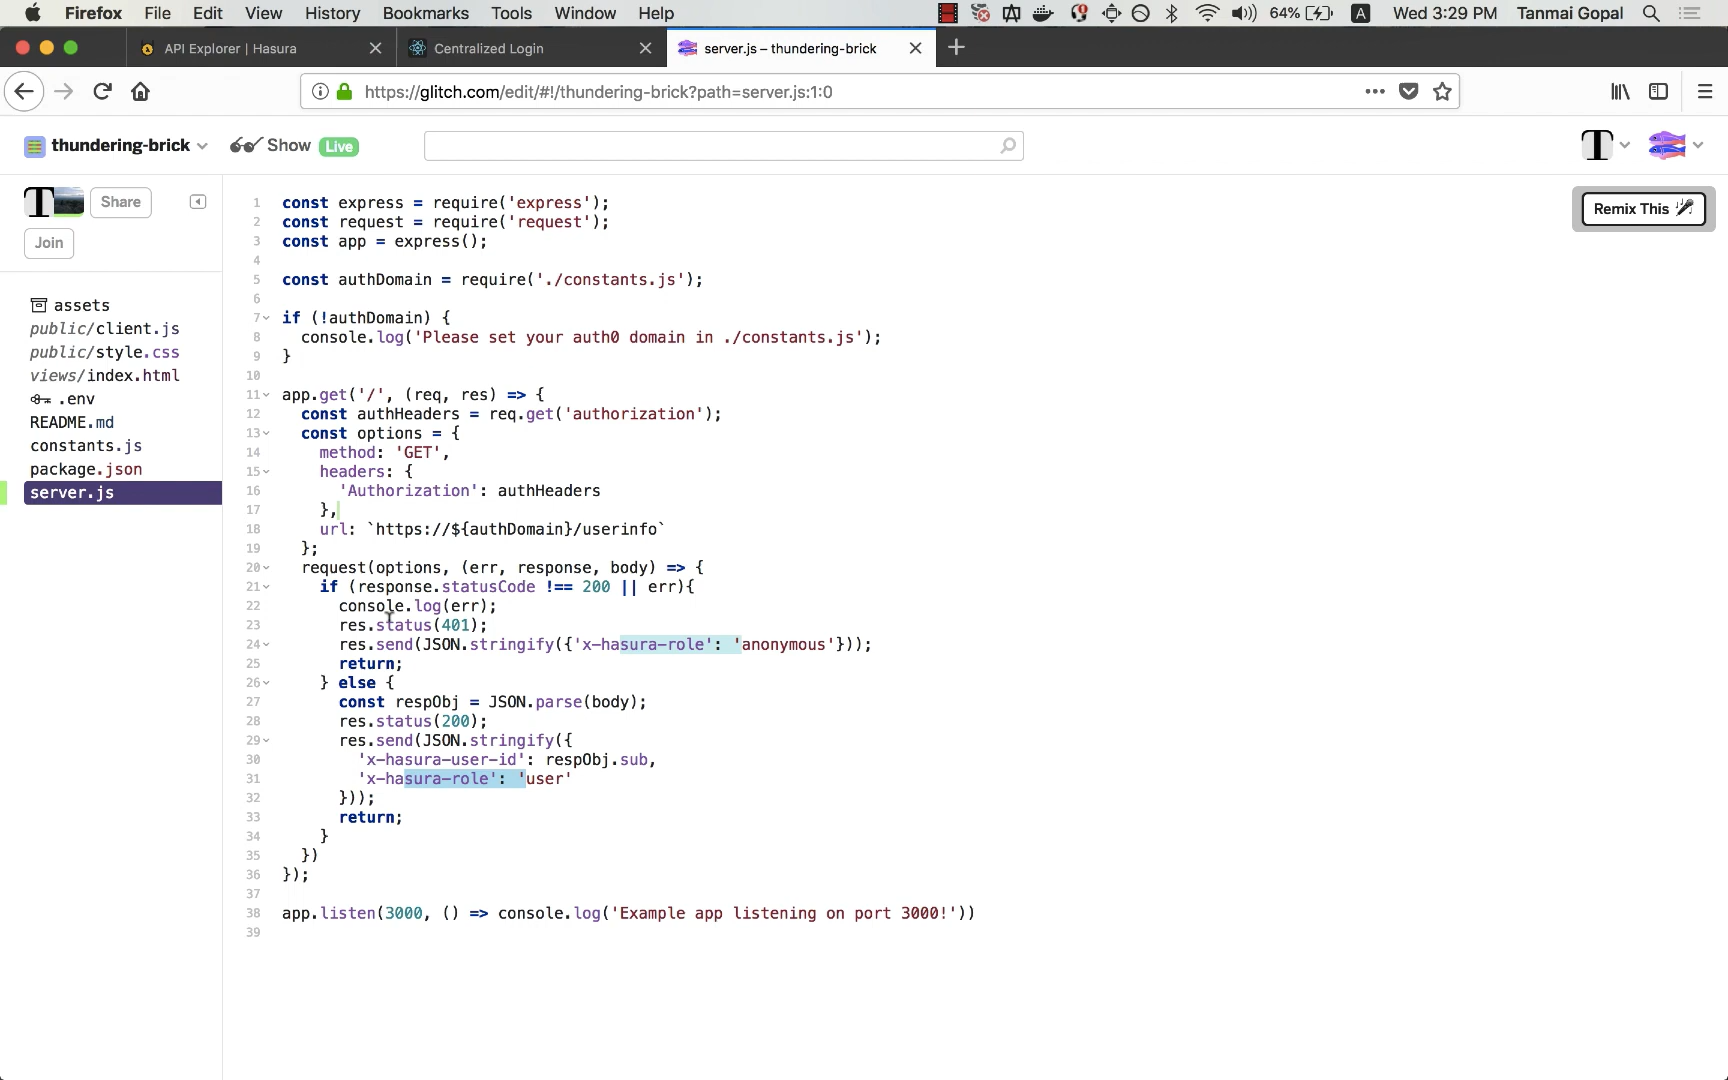 Firefox File Edit View History Bookmarks Tools Window Help 64% A Wed 3:29 PM Tanmai Gopal
API Explorer | Hasura Centralized Login server.js – thundering-brick
https://glitch.com/edit/#!/thundering-brick?path=server.js:1:0
thundering-brick Show Live T
T Share
Join
Remix This
assets
public/client.js
public/style.css
views/index.html
.env
README.md
constants.js
package.json
server.js
1 const express = require('express');
2 const request = require('request');
3 const app = express();
4
5 const authDomain = require('./constants.js');
6
7 if (!authDomain) {
8 console.log('Please set your auth0 domain in ./constants.js');
9 }
10
11 app.get('/', (req, res) => {
12 const authHeaders = req.get('authorization');
13 const options = {
14 method: 'GET',
15 headers: {
16 'Authorization': authHeaders
17 },
18 url: `https://${authDomain}/userinfo`
19 };
20 request(options, (err, response, body) => {
21 if (response.statusCode !== 200 || err){
22 console.log(err);
23 res.status(401);
24 res.send(JSON.stringify({'x-hasura-role': 'anonymous'}));
25 return;
26 } else {
27 const respObj = JSON.parse(body);
28 res.status(200);
29 res.send(JSON.stringify({
30 'x-hasura-user-id': respObj.sub,
31 'x-hasura-role': 'user'
32 }));
33 return;
34 }
35 })
36 });
37
38 app.listen(3000, () => console.log('Example app listening on port 3000!'))
39